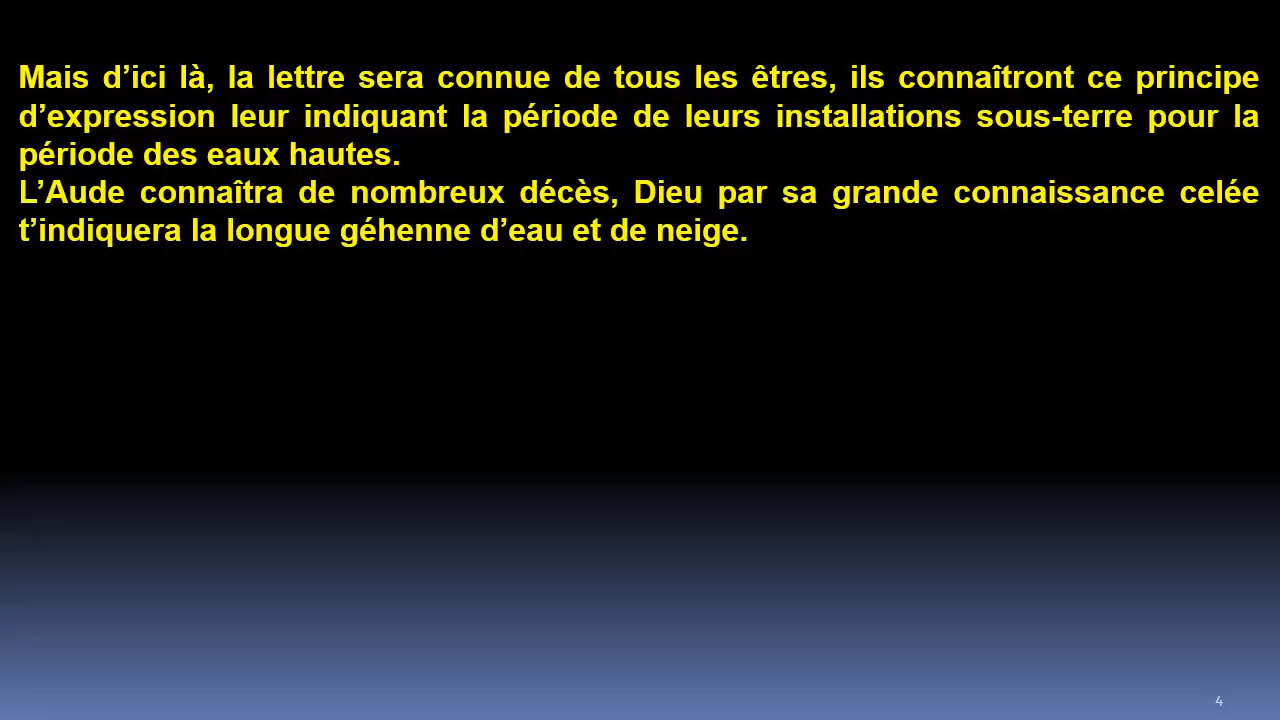 Mais d’ici là, la lettre sera connue de tous les êtres, ils connaîtront ce principe
d’expression leur indiquant la période de leurs installations sous-terre pour la
période des eaux hautes.
L’Aude connaîtra de nombreux décès, Dieu par sa grande connaissance celée
t’indiquera la longue géhenne d’eau et de neige.
4